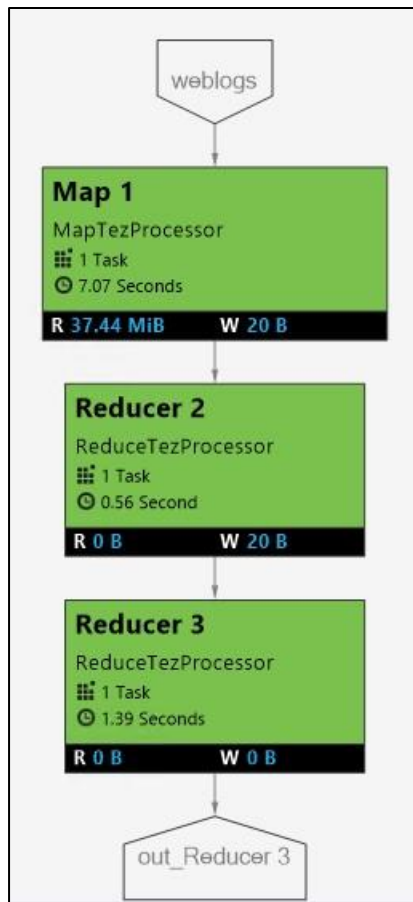 weblogs
Map 1
MapTezProcessor
1 Task
7.07 Seconds
R 37.44 MiB W 20 B
Reducer 2
ReduceTezProcessor
1 Task
0.56 Second
R 0 B W 20 B
Reducer 3
ReduceTezProcessor
1 Task
1.39 Seconds
R 0 B W 0 B
out_Reducer 3